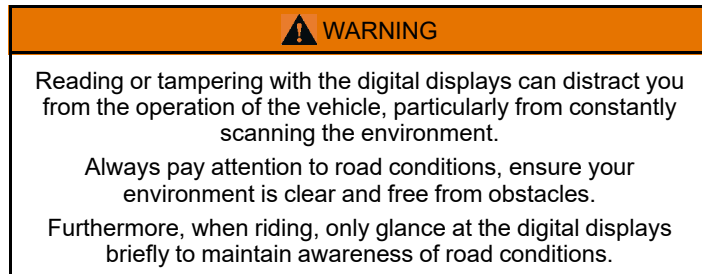 WARNING
Reading or tampering with the digital displays can distract you
from the operation of the vehicle, particularly from constantly
scanning the environment.
Always pay attention to road conditions, ensure your
environment is clear and free from obstacles.
Furthermore, when riding, only glance at the digital displays
briefly to maintain awareness of road conditions.